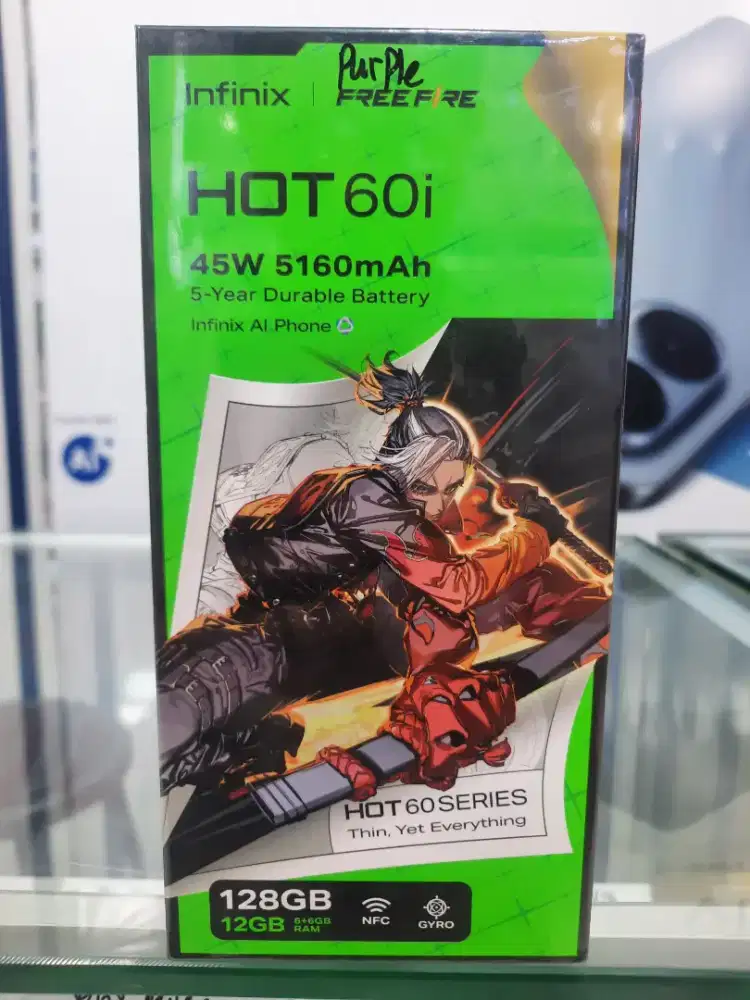 Purple
Infinix | FREE FIRE
HOT 60i
45W 5160mAh
5-Year Durable Battery
Infinix AI Phone
HOT 60 SERIES
Thin, Yet Everything
128GB
12GB 6+6GB RAM
NFC
GYRO